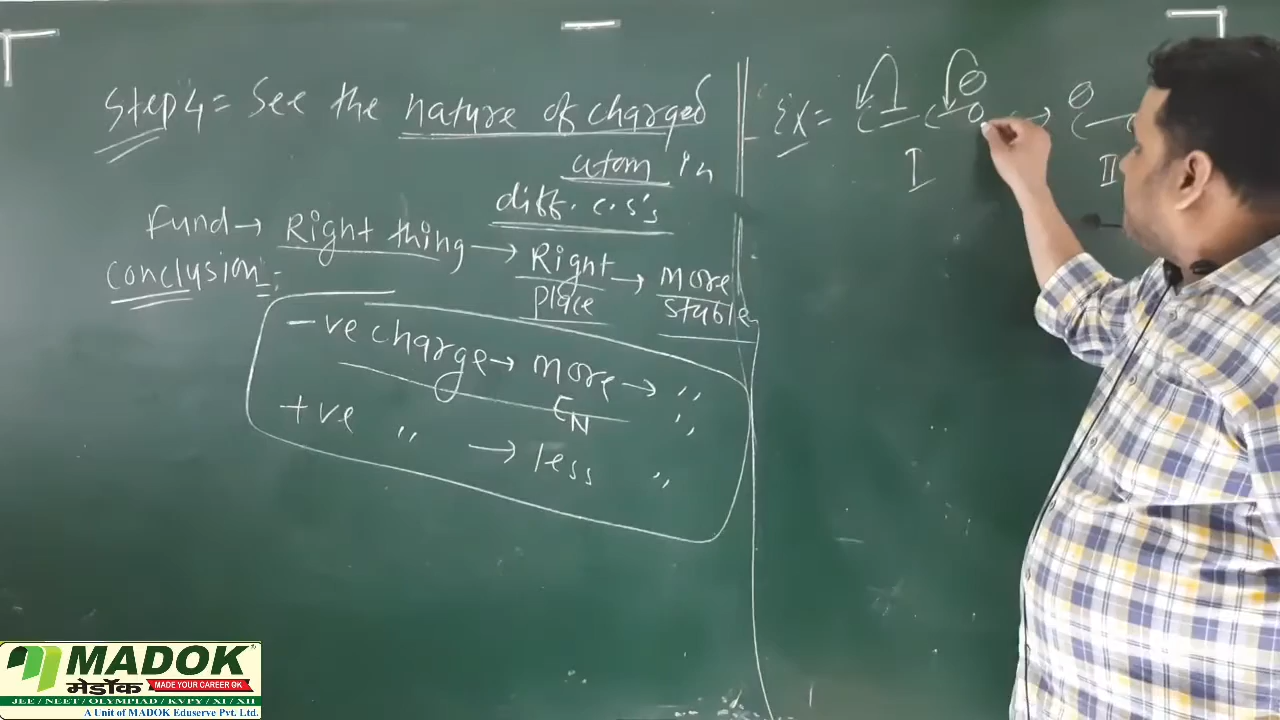 Step 4 = See the nature of charged
atom in
diff. C.S's
Fund → Right thing → Right place → more stable
Conclusion:
-ve charge → more → "
EN "
+ve " → less "
Ex =
I
II
MADOK
मेडॉक MADE YOUR CAREER GK
JEE / NEET / OLYMPIAD / KVPY / XI / XII
A Unit of MADOK Eduserve Pvt. Ltd.